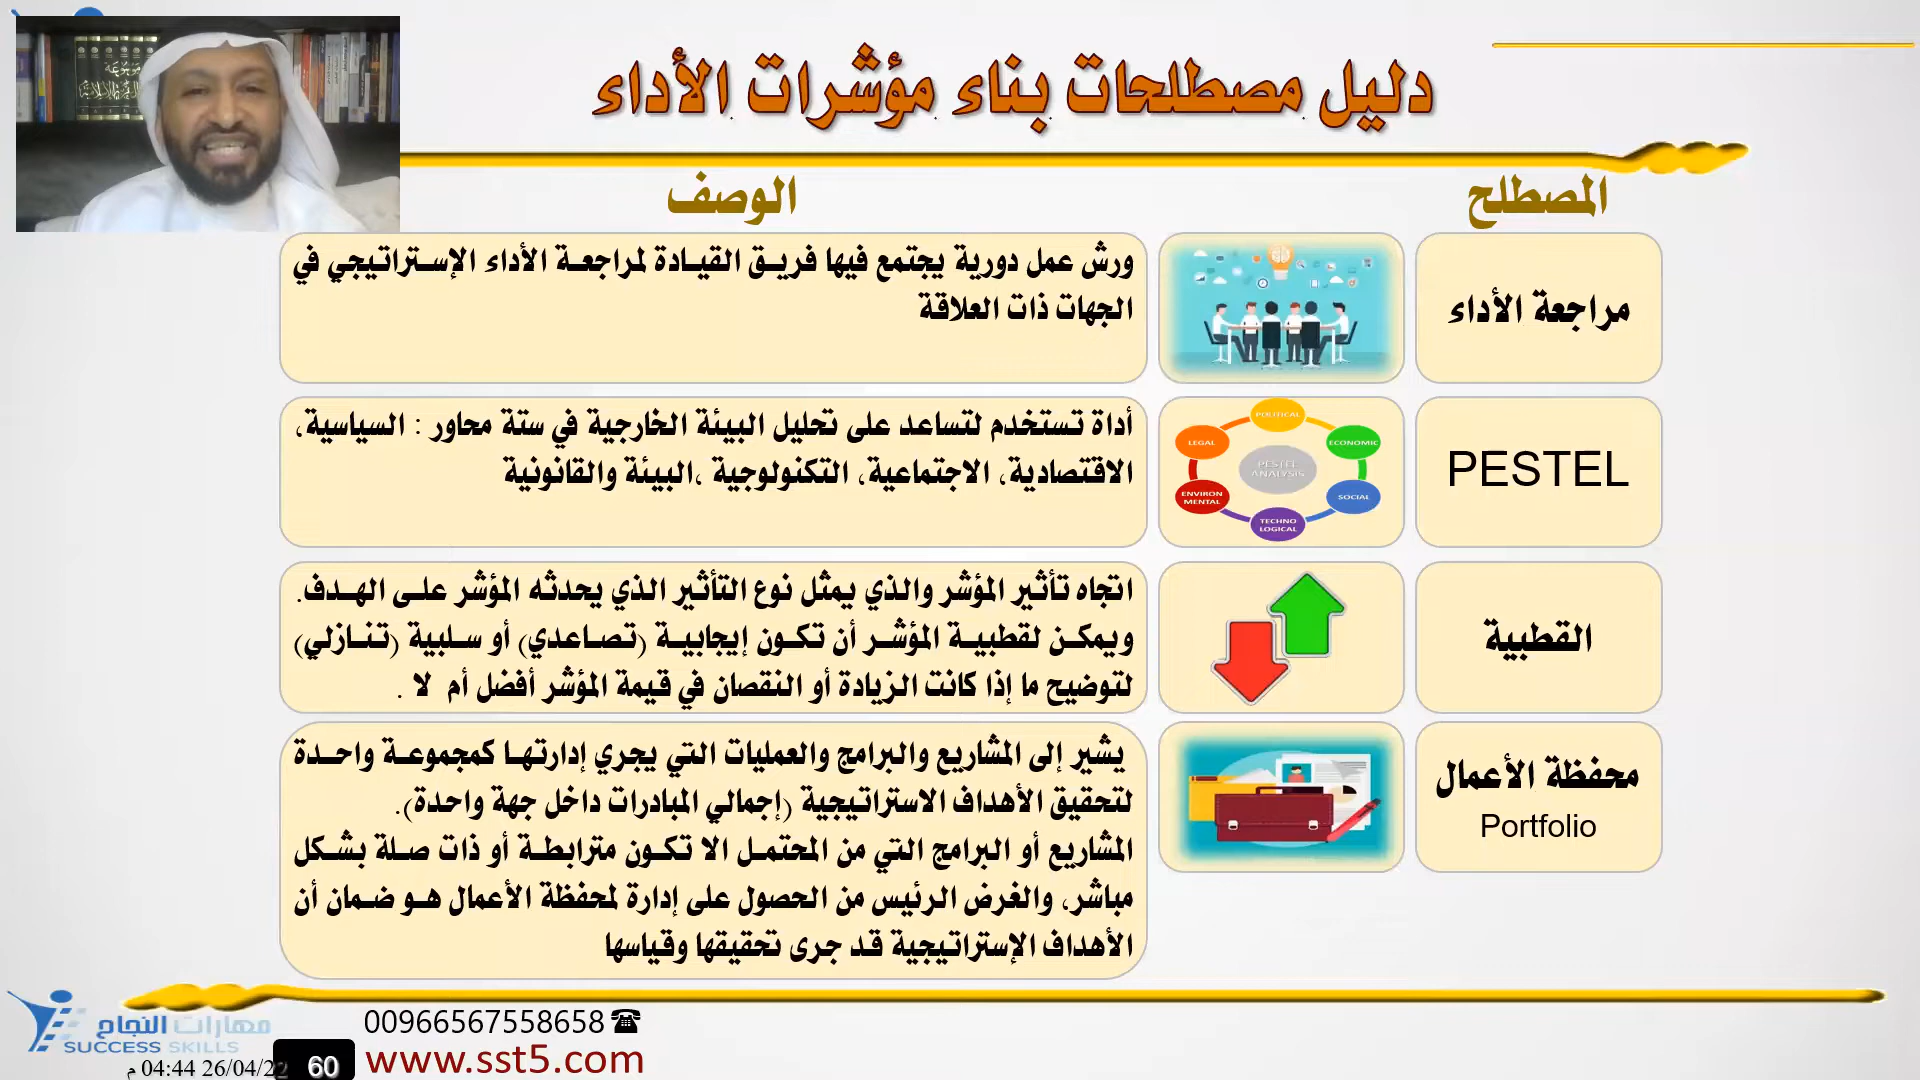 دليل مصطلحات بناء مؤشرات الأداء
المصطلح
الوصف
مراجعة الأداء
ورش عمل دورية يجتمع فيها فريق القيادة لمراجعة الأداء الإستراتيجي في
الجهات ذات العلاقة
PESTEL
POLITICAL
ECONOMIC
SOCIAL
TECHNO
LOGICAL
ENVIRON
MENTAL
LEGAL
PESTEL
ANALYSIS
أداة تستخدم لتساعد على تحليل البيئة الخارجية في ستة محاور : السياسية،
الاقتصادية، الاجتماعية، التكنولوجية ،البيئة والقانونية
القطبية
اتجاه تأثير المؤشر والذي يمثل نوع التأثير الذي يحدثه المؤشر على الهدف.
ويمكن لقطبية المؤشر أن تكون إيجابية (تصاعدي) أو سلبية (تنازلي)
لتوضيح ما إذا كانت الزيادة أو النقصان في قيمة المؤشر أفضل أم لا .
محفظة الأعمال
Portfolio
يشير إلى المشاريع والبرامج والعمليات التي يجري إدارتها كمجموعة واحدة
لتحقيق الأهداف الاستراتيجية (إجمالي المبادرات داخل جهة واحدة).
المشاريع أو البرامج التي من المحتمل الا تكون مترابطة أو ذات صلة بشكل
مباشر، والغرض الرئيس من الحصول على إدارة لمحفظة الأعمال هو ضمان أن
الأهداف الإستراتيجية قد جرى تحقيقها وقياسها
مهارات النجاح
SUCCESS SKILLS
00966567558658
www.sst5.com
04:44 26/04/22 م
60